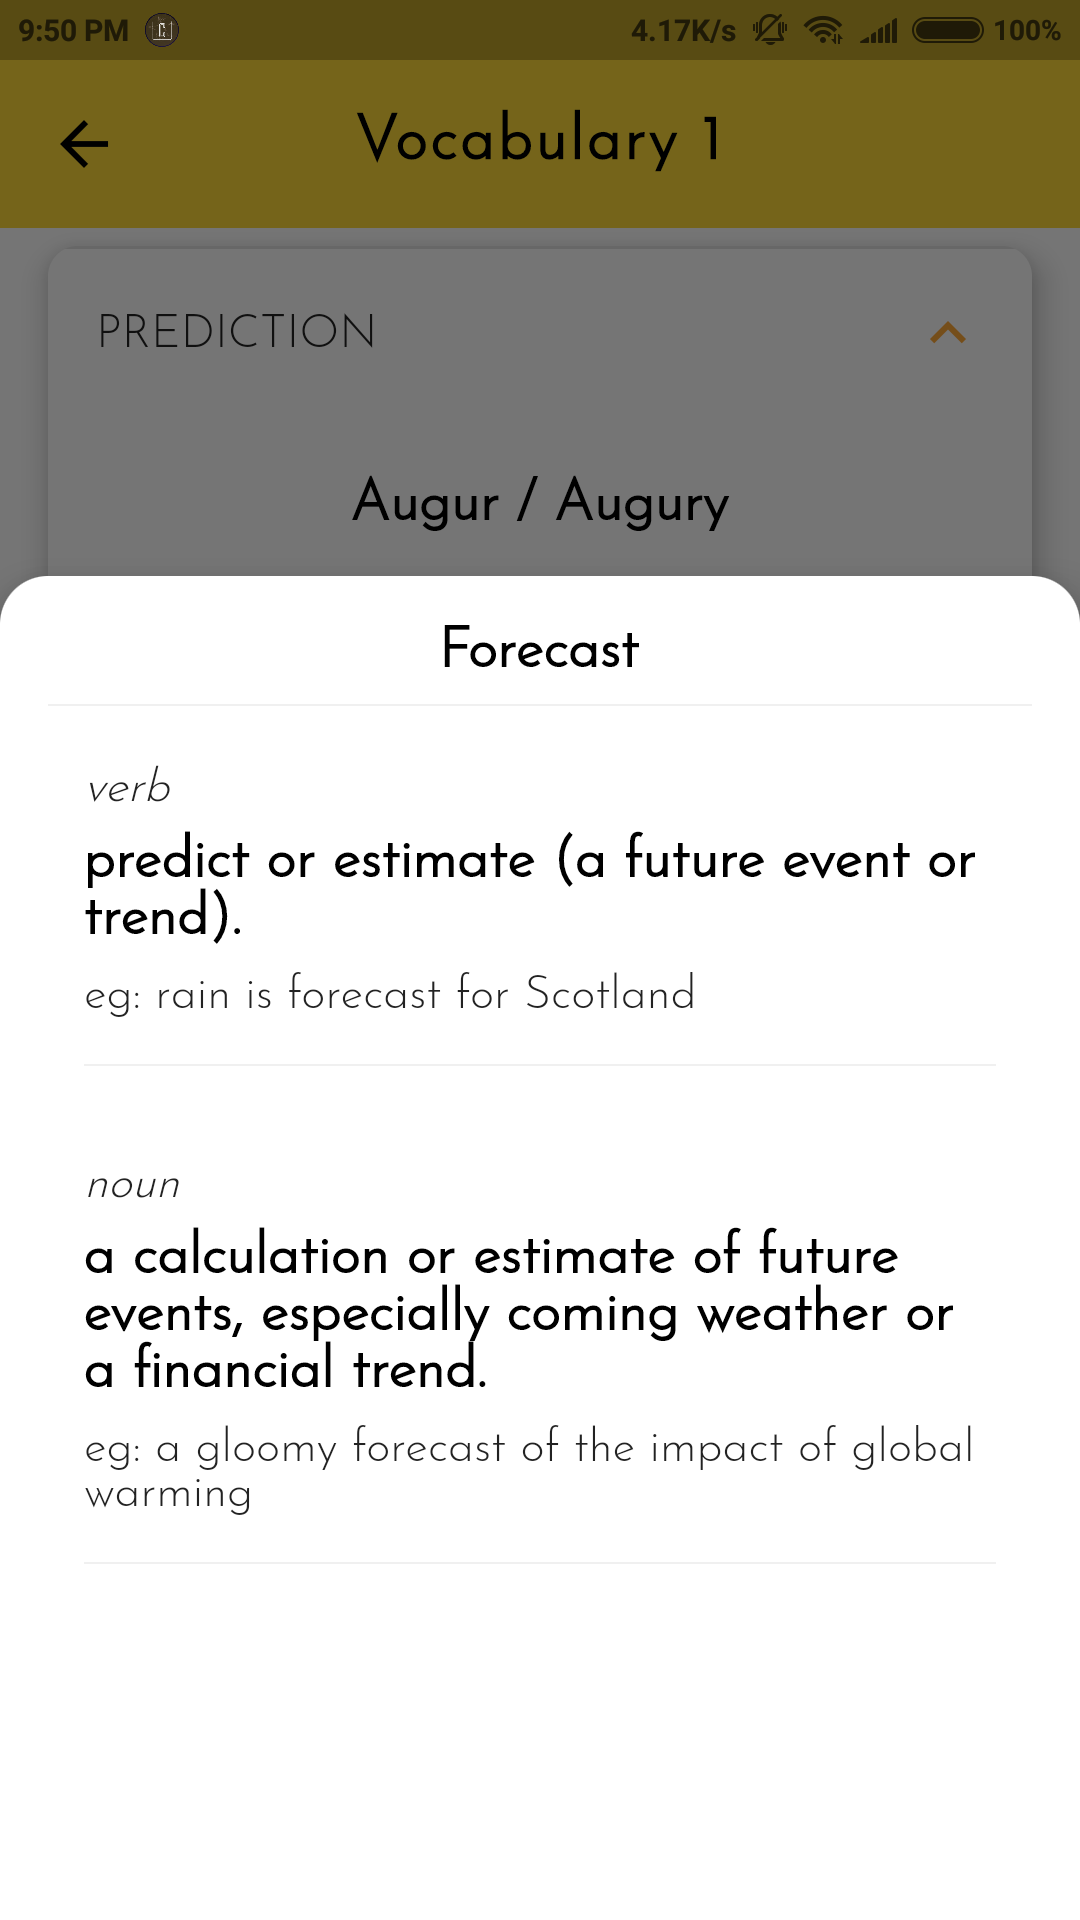 9:50 PM 4.17K/s 100%
Vocabulary 1
PREDICTION
Augur / Augury
Forecast
verb
predict or estimate (a future event or
trend).
eg: rain is forecast for Scotland
noun
a calculation or estimate of future
events, especially coming weather or
a financial trend.
eg: a gloomy forecast of the impact of global
warming